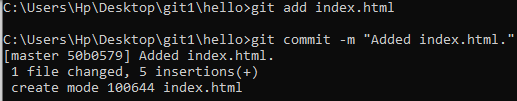 C:\Users\Hp\Desktop\git1\hello>git add index.html
C:\Users\Hp\Desktop\git1\hello>git commit -m "Added index.html."
[master 50b0579] Added index.html.
 1 file changed, 5 insertions(+)
 create mode 100644 index.html